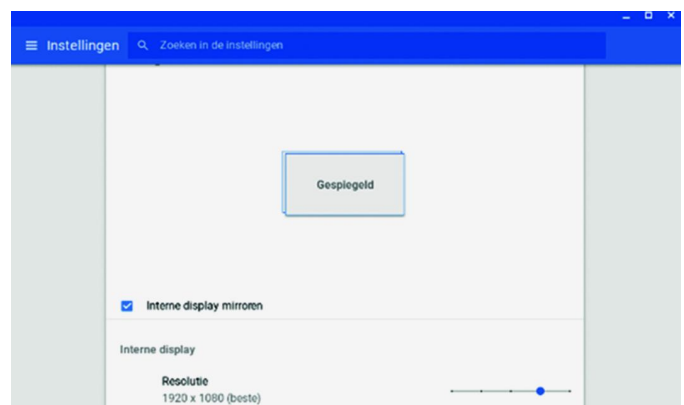 Instellingen
Zoeken in de instellingen
Gespiegeld
Interne display mirroren
Interne display
Resolutie
1920 x 1080 (beste)